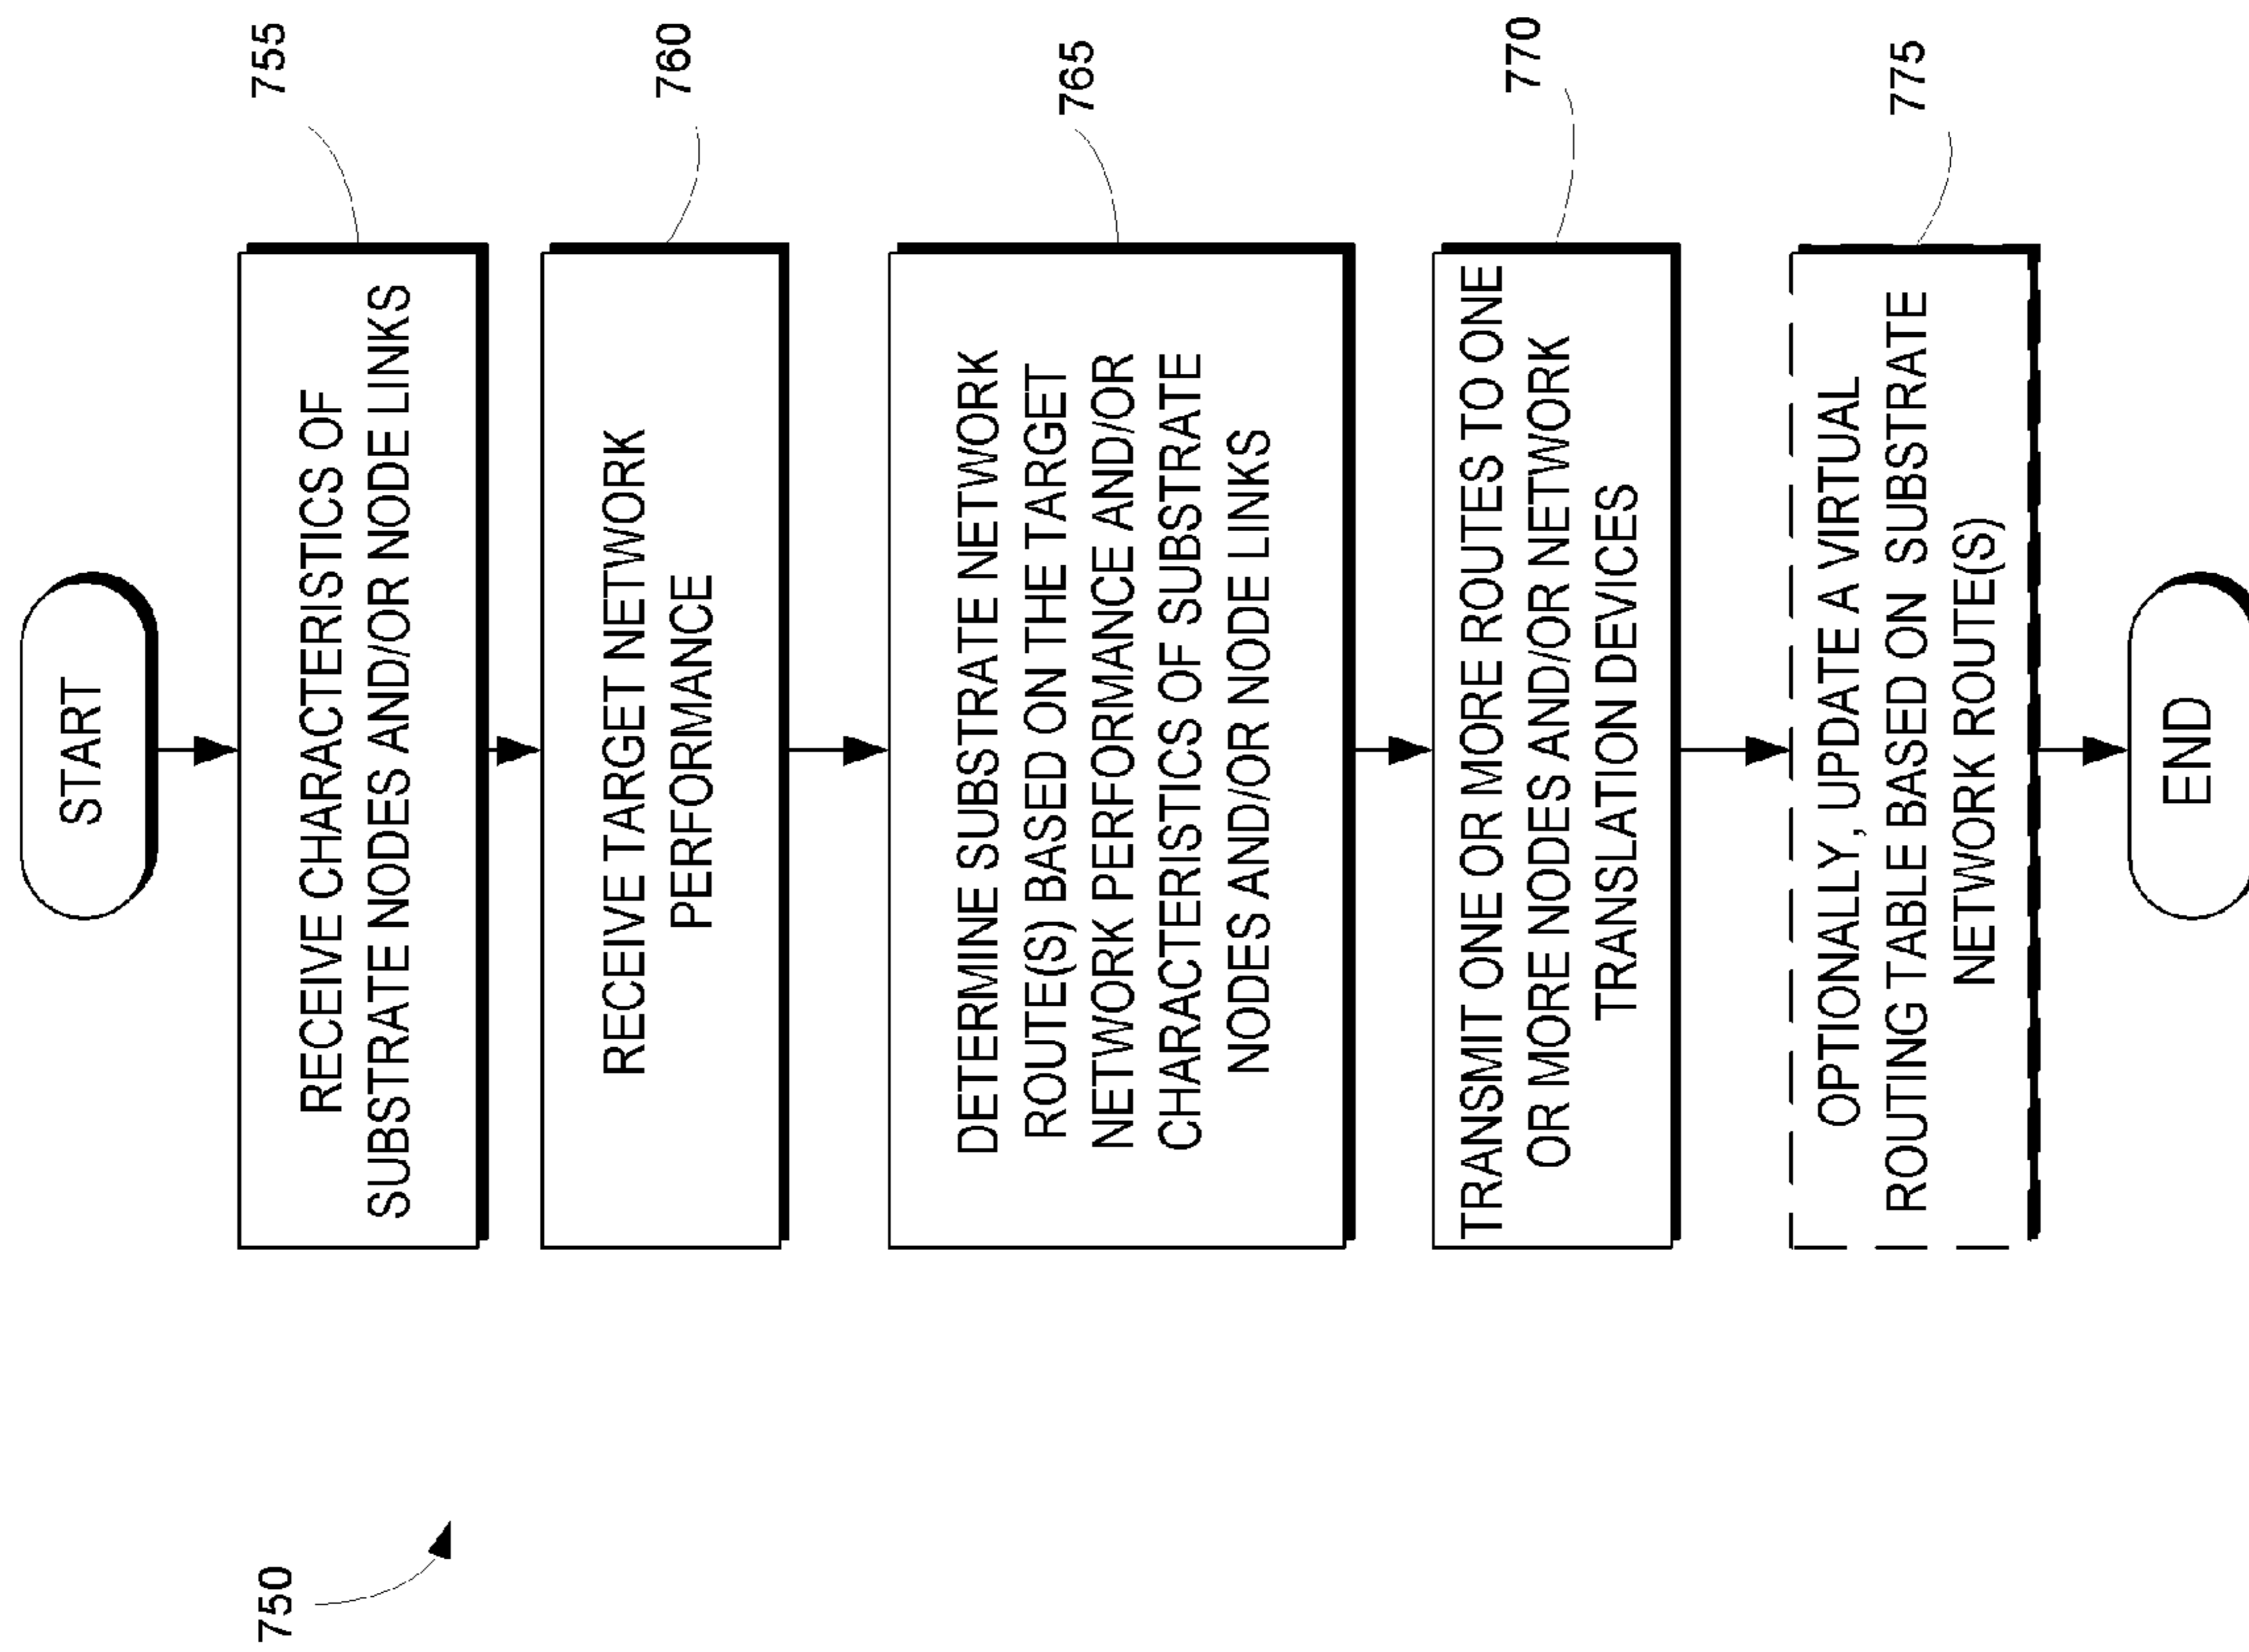 750
START
RECEIVE CHARACTERISTICS OF
SUBSTRATE NODES AND/OR NODE LINKS
755
RECEIVE TARGET NETWORK
PERFORMANCE
760
DETERMINE SUBSTRATE NETWORK
ROUTE(S) BASED ON THE TARGET
NETWORK PERFORMANCE AND/OR
CHARACTERISTICS OF SUBSTRATE
NODES AND/OR NODE LINKS
765
TRANSMIT ONE OR MORE ROUTES TO ONE
OR MORE NODES AND/OR NETWORK
TRANSLATION DEVICES
770
OPTIONALLY, UPDATE A VIRTUAL
ROUTING TABLE BASED ON SUBSTRATE
NETWORK ROUTE(S)
775
END